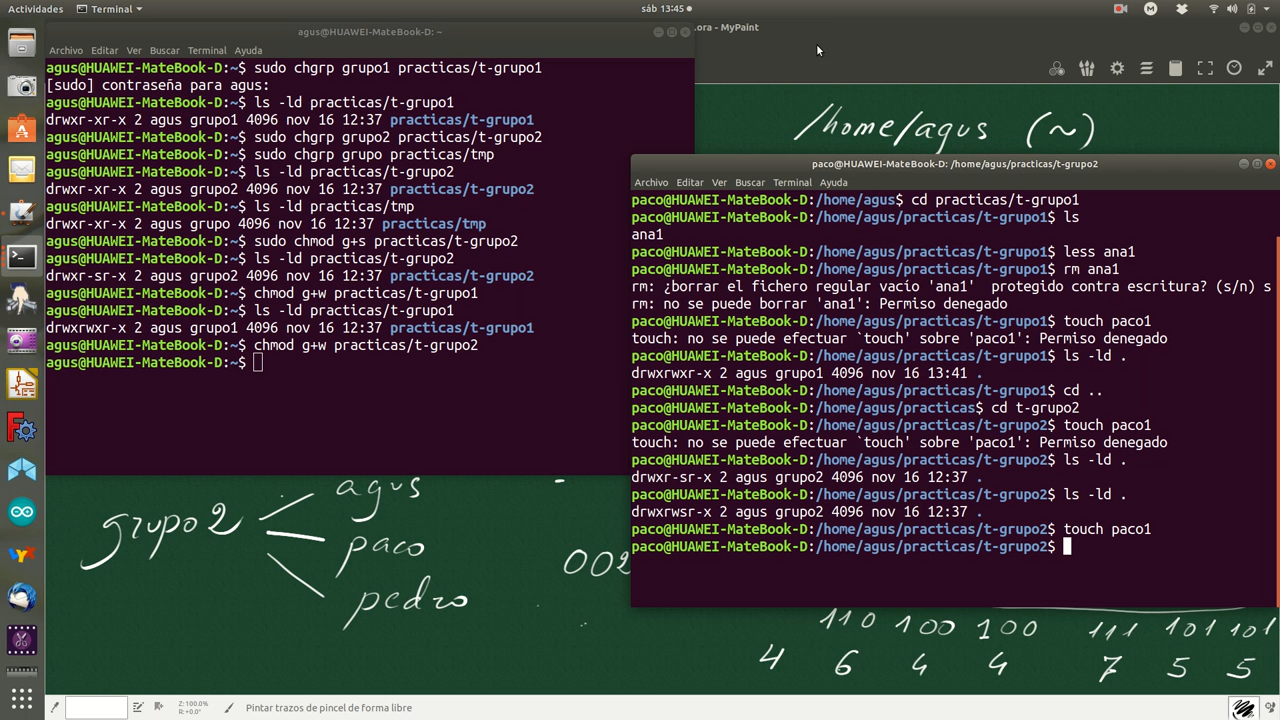 Actividades Terminal sáb 13:45
agus@HUAWEI-MateBook-D: ~
ora - MyPaint
Archivo Editar Ver Buscar Terminal Ayuda
agus@HUAWEI-MateBook-D:~$ sudo chgrp grupo1 practicas/t-grupo1
[sudo] contraseña para agus:
agus@HUAWEI-MateBook-D:~$ ls -ld practicas/t-grupo1
drwxr-xr-x 2 agus grupo1 4096 nov 16 12:37 practicas/t-grupo1
agus@HUAWEI-MateBook-D:~$ sudo chgrp grupo2 practicas/t-grupo2
agus@HUAWEI-MateBook-D:~$ sudo chgrp grupo practicas/tmp
agus@HUAWEI-MateBook-D:~$ ls -ld practicas/t-grupo2
drwxr-xr-x 2 agus grupo2 4096 nov 16 12:37 practicas/t-grupo2
agus@HUAWEI-MateBook-D:~$ ls -ld practicas/tmp
drwxr-xr-x 2 agus grupo 4096 nov 16 12:37 practicas/tmp
agus@HUAWEI-MateBook-D:~$ sudo chmod g+s practicas/t-grupo2
agus@HUAWEI-MateBook-D:~$ ls -ld practicas/t-grupo2
drwxr-sr-x 2 agus grupo2 4096 nov 16 12:37 practicas/t-grupo2
agus@HUAWEI-MateBook-D:~$ chmod g+w practicas/t-grupo1
agus@HUAWEI-MateBook-D:~$ ls -ld practicas/t-grupo1
drwxrwxr-x 2 agus grupo1 4096 nov 16 12:37 practicas/t-grupo1
agus@HUAWEI-MateBook-D:~$ chmod g+w practicas/t-grupo2
agus@HUAWEI-MateBook-D:~$
/home/agus (~)
paco@HUAWEI-MateBook-D: /home/agus/practicas/t-grupo2
Archivo Editar Ver Buscar Terminal Ayuda
paco@HUAWEI-MateBook-D:/home/agus$ cd practicas/t-grupo1
paco@HUAWEI-MateBook-D:/home/agus/practicas/t-grupo1$ ls
ana1
paco@HUAWEI-MateBook-D:/home/agus/practicas/t-grupo1$ less ana1
paco@HUAWEI-MateBook-D:/home/agus/practicas/t-grupo1$ rm ana1
rm: ¿borrar el fichero regular vacío 'ana1'  protegido contra escritura? (s/n) s
rm: no se puede borrar 'ana1': Permiso denegado
paco@HUAWEI-MateBook-D:/home/agus/practicas/t-grupo1$ touch paco1
touch: no se puede efectuar `touch' sobre 'paco1': Permiso denegado
paco@HUAWEI-MateBook-D:/home/agus/practicas/t-grupo1$ ls -ld .
drwxrwxr-x 2 agus grupo1 4096 nov 16 13:41 .
paco@HUAWEI-MateBook-D:/home/agus/practicas/t-grupo1$ cd ..
paco@HUAWEI-MateBook-D:/home/agus/practicas$ cd t-grupo2
paco@HUAWEI-MateBook-D:/home/agus/practicas/t-grupo2$ touch paco1
touch: no se puede efectuar `touch' sobre 'paco1': Permiso denegado
paco@HUAWEI-MateBook-D:/home/agus/practicas/t-grupo2$ ls -ld .
drwxr-sr-x 2 agus grupo2 4096 nov 16 12:37 .
paco@HUAWEI-MateBook-D:/home/agus/practicas/t-grupo2$ ls -ld .
drwxrwsr-x 2 agus grupo2 4096 nov 16 12:37 .
paco@HUAWEI-MateBook-D:/home/agus/practicas/t-grupo2$ touch paco1
paco@HUAWEI-MateBook-D:/home/agus/practicas/t-grupo2$
agus
grupo2
paco
002
pedro
110 100 100 111 101 101
4 6 4 4 7 5 5
Z: 100.0%
R: +0.0°
Pintar trazos de pincel de forma libre